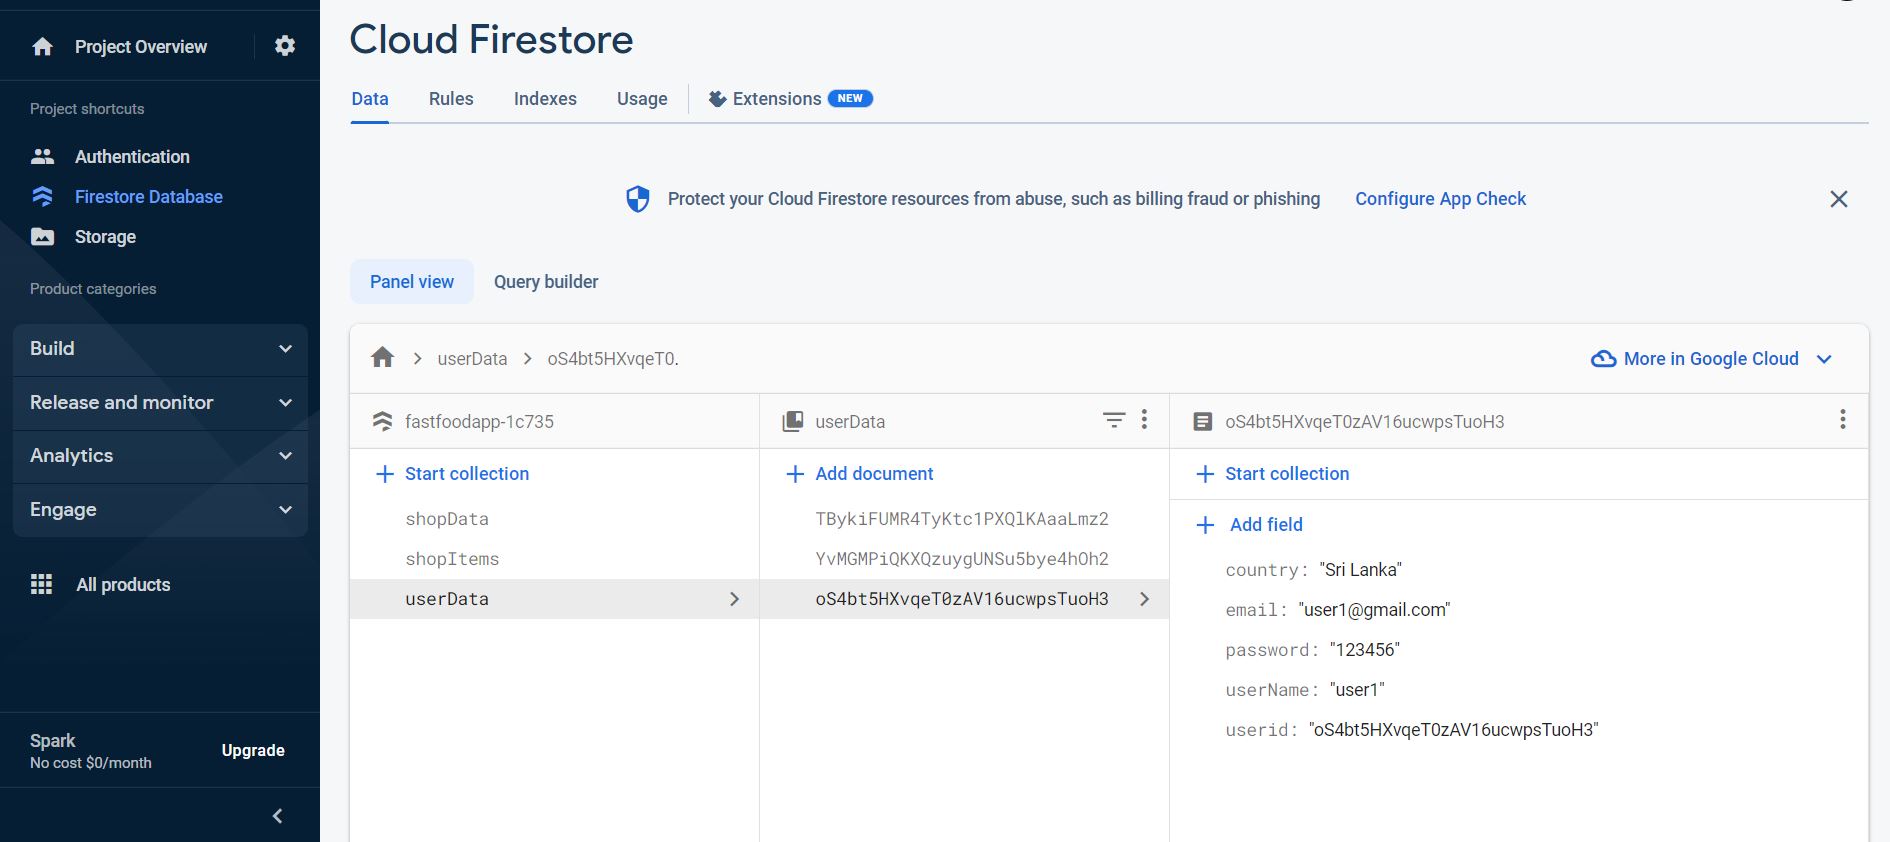 Project Overview
Project shortcuts
Authentication
Firestore Database
Storage
Product categories
Build
Release and monitor
Analytics
Engage
All products
Spark
No cost $0/month
Upgrade
Cloud Firestore
Data Rules Indexes Usage Extensions NEW
Protect your Cloud Firestore resources from abuse, such as billing fraud or phishing Configure App Check
Panel view Query builder
userData oS4bt5HXvqeT0.
More in Google Cloud
fastfoodapp-1c735
Start collection
shopData
shopItems
userData
userData
Add document
TBykiFUMR4TyKtc1PXQlKAaaLmz2
YvMGMPiQKXQzuygUNSu5bye4hOh2
oS4bt5HXvqeT0zAV16ucwpsTuoH3
oS4bt5HXvqeT0zAV16ucwpsTuoH3
Start collection
Add field
country: "Sri Lanka"
email: "user1@gmail.com"
password: "123456"
userName: "user1"
userid: "oS4bt5HXvqeT0zAV16ucwpsTuoH3"